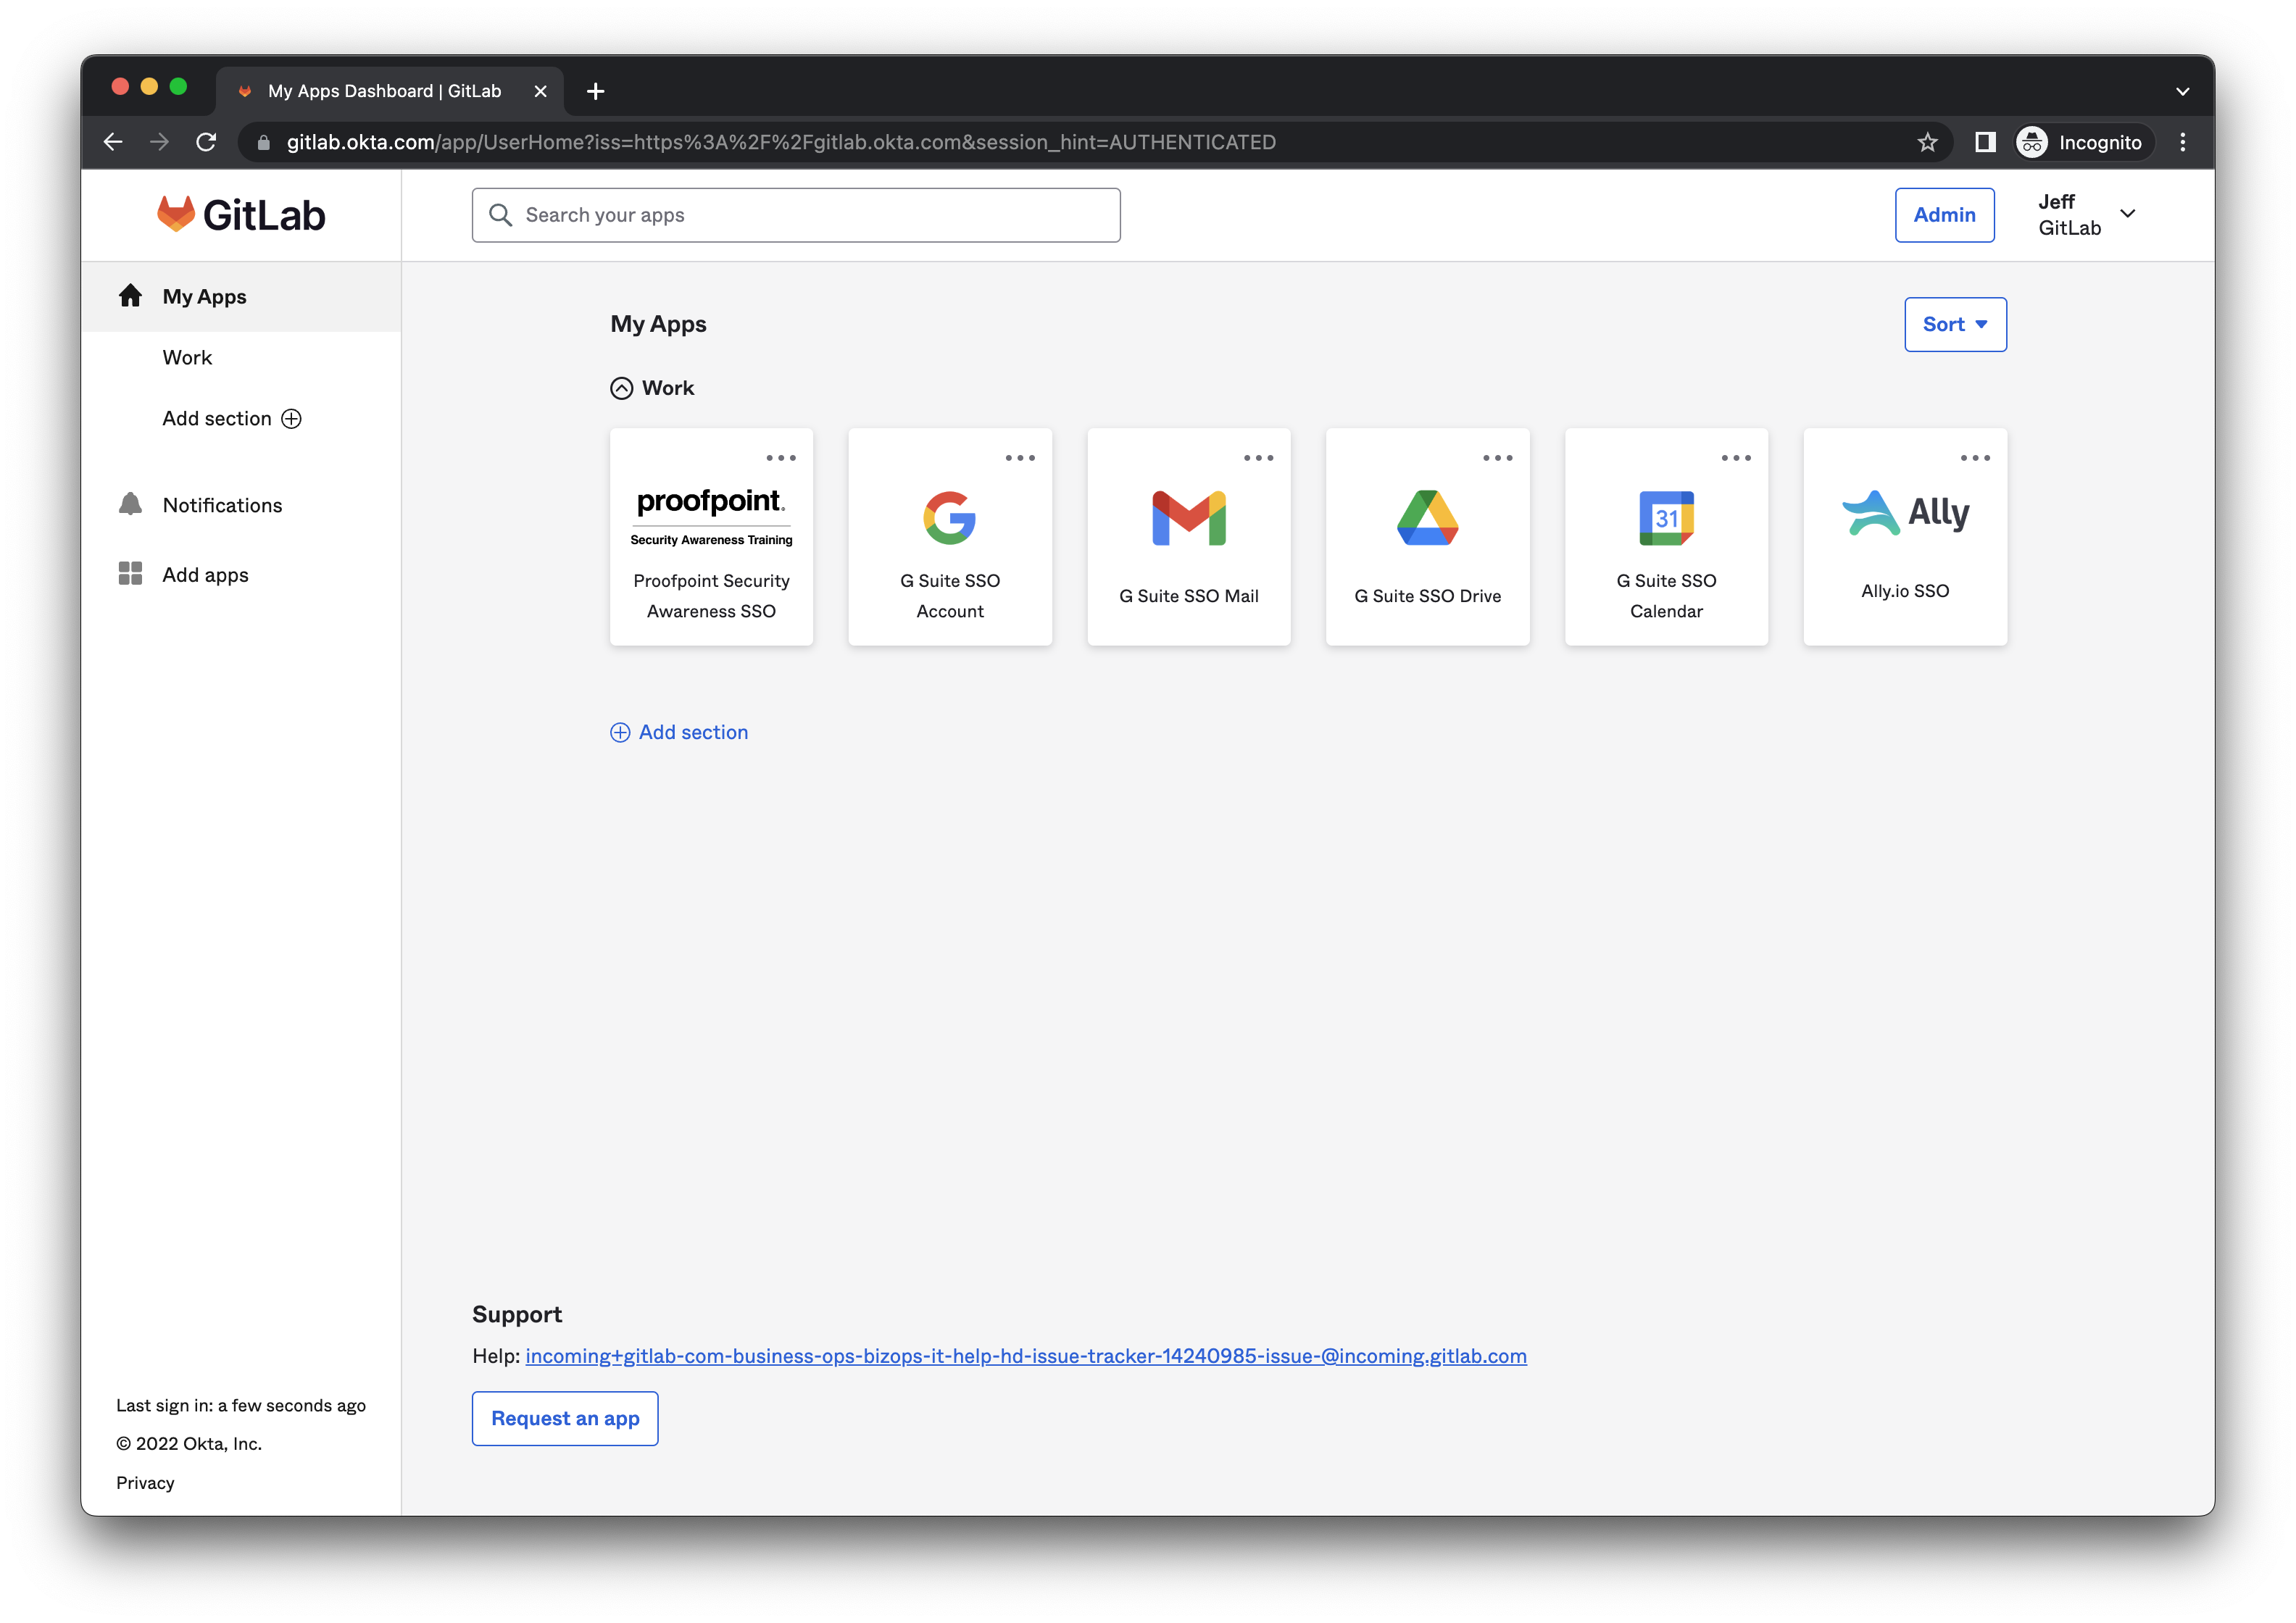 My Apps Dashboard | GitLab
gitlab.okta.com/app/UserHome?iss=https%3A%2F%2Fgitlab.okta.com&session_hint=AUTHENTICATED
Incognito
GitLab
Search your apps
Admin
Jeff
GitLab
My Apps
Work
Add section
Notifications
Add apps
My Apps
Sort
Work
proofpoint.
Security Awareness Training
Proofpoint Security
Awareness SSO
G Suite SSO
Account
G Suite SSO Mail
G Suite SSO Drive
31
G Suite SSO
Calendar
Ally
Ally.io SSO
Add section
Support
Help: incoming+gitlab-com-business-ops-bizops-it-help-hd-issue-tracker-14240985-issue-@incoming.gitlab.com
Request an app
Last sign in: a few seconds ago
© 2022 Okta, Inc.
Privacy